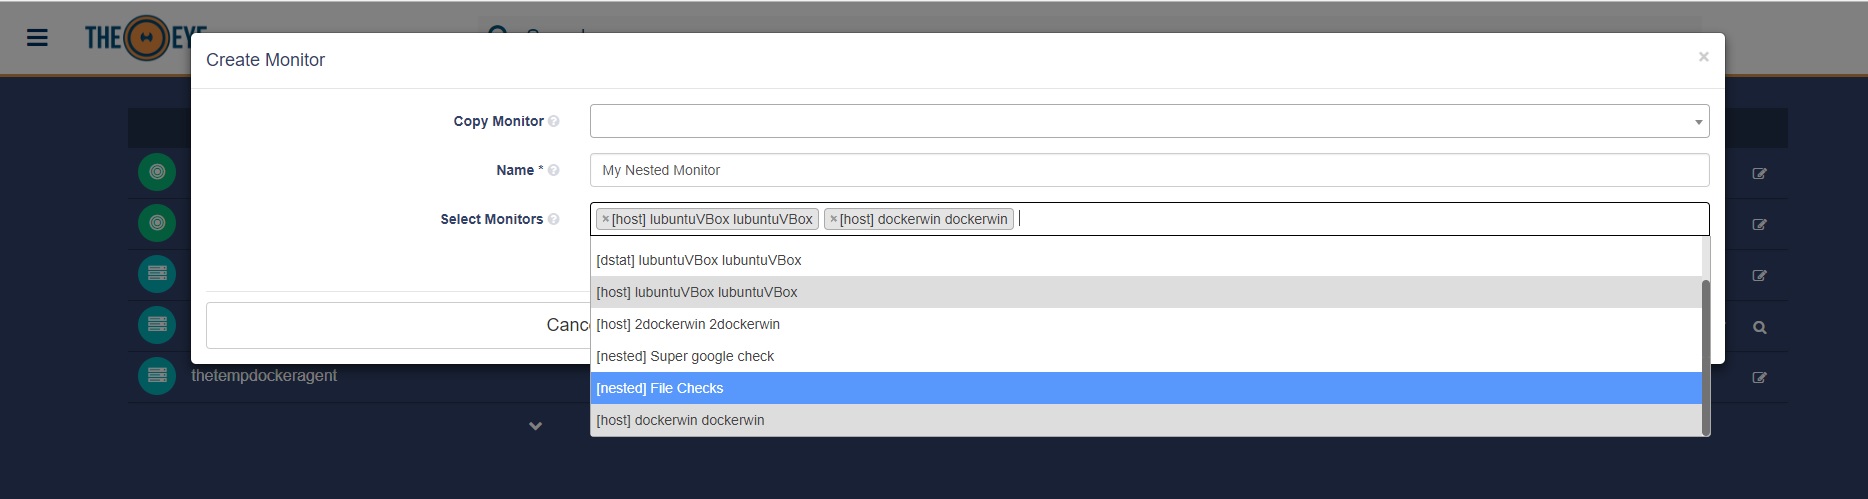 THE EYE
Create Monitor
×
Copy Monitor ?
Name * ?
My Nested Monitor
Select Monitors ?
×[host] lubuntuVBox lubuntuVBox ×[host] dockerwin dockerwin
[dstat] lubuntuVBox lubuntuVBox
[host] lubuntuVBox lubuntuVBox
[host] 2dockerwin 2dockerwin
[nested] Super google check
[nested] File Checks
[host] dockerwin dockerwin
Canc
thetempdockeragent